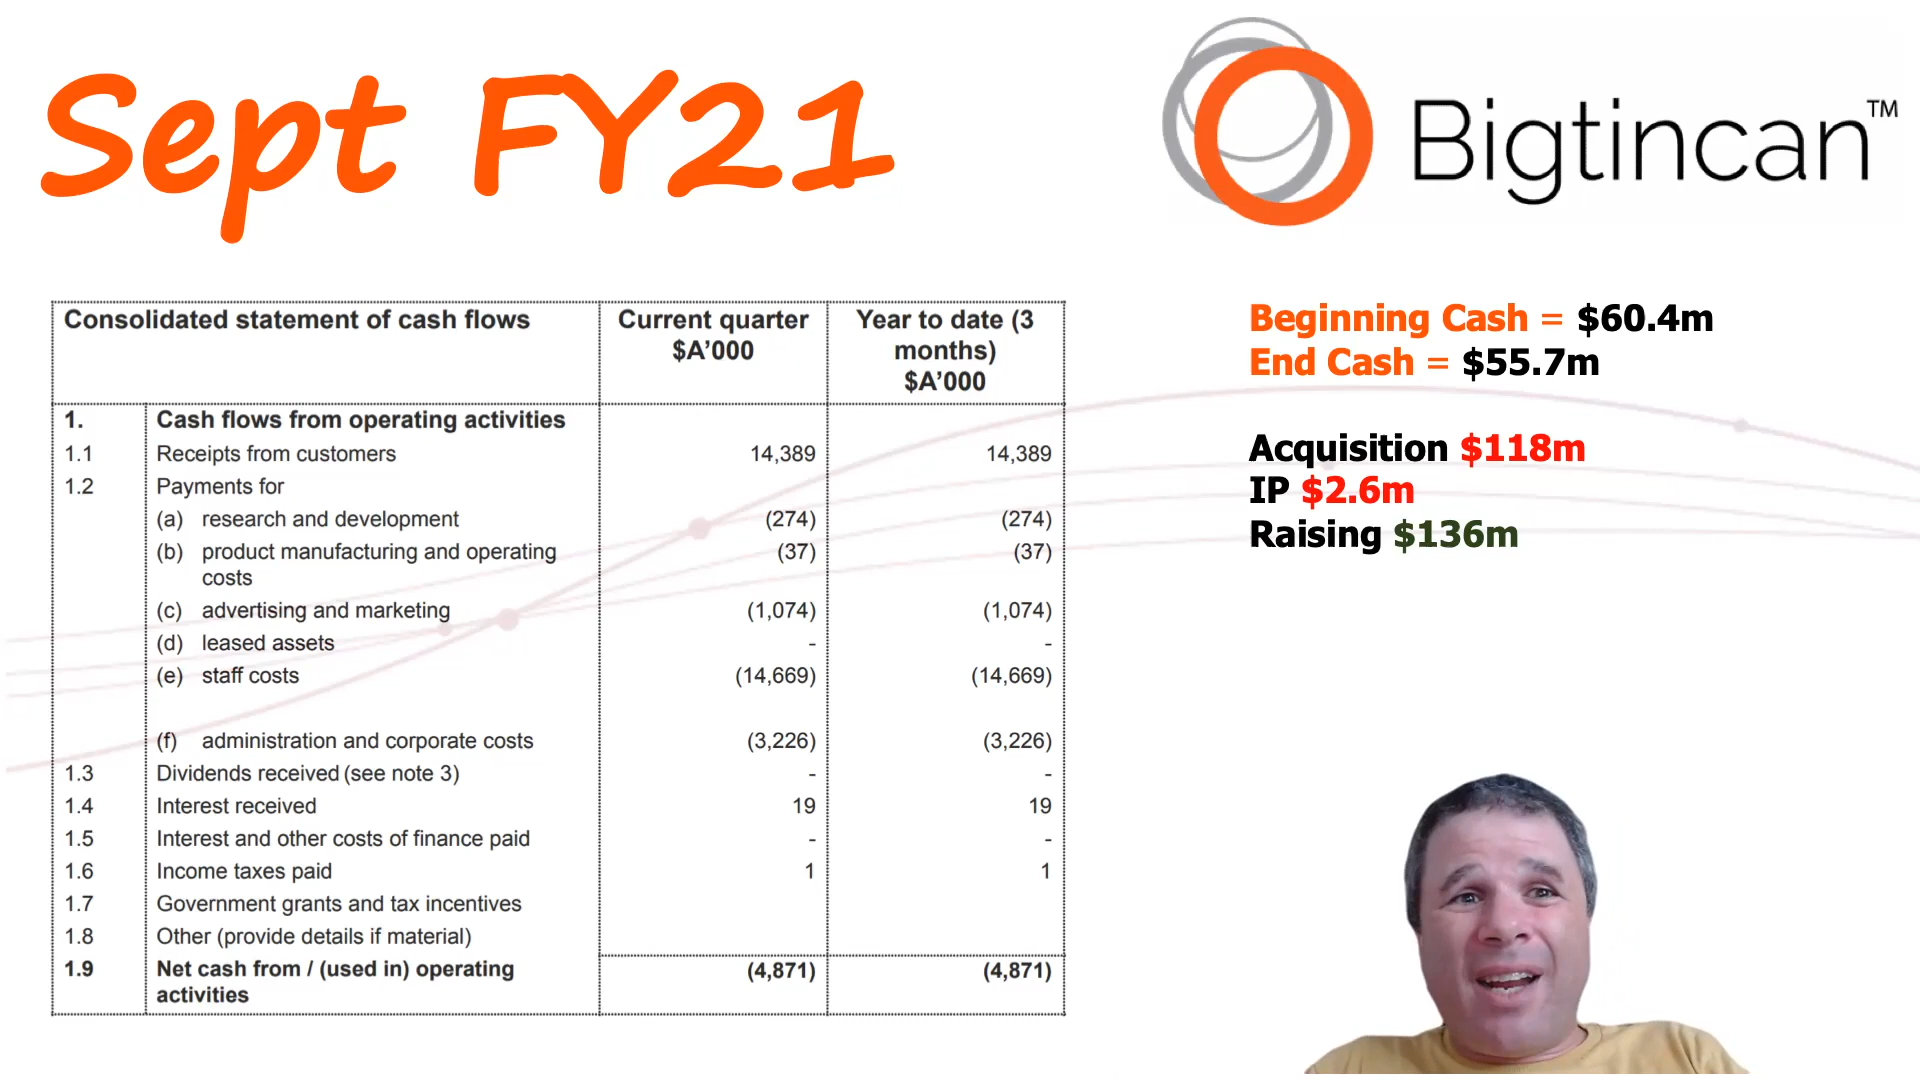 Sept FY21
Bigtincan™
Consolidated statement of cash flows
Current quarter
$A'000
Year to date (3
months)
$A'000
1. Cash flows from operating activities
1.1 Receipts from customers 14,389 14,389
1.2 Payments for
(a) research and development (274) (274)
(b) product manufacturing and operating (37) (37)
costs
(c) advertising and marketing (1,074) (1,074)
(d) leased assets - -
(e) staff costs (14,669) (14,669)
(f) administration and corporate costs (3,226) (3,226)
1.3 Dividends received (see note 3) - -
1.4 Interest received 19 19
1.5 Interest and other costs of finance paid - -
1.6 Income taxes paid 1 1
1.7 Government grants and tax incentives
1.8 Other (provide details if material)
1.9 Net cash from / (used in) operating (4,871) (4,871)
activities
Beginning Cash = $60.4m
End Cash = $55.7m
Acquisition $118m
IP $2.6m
Raising $136m